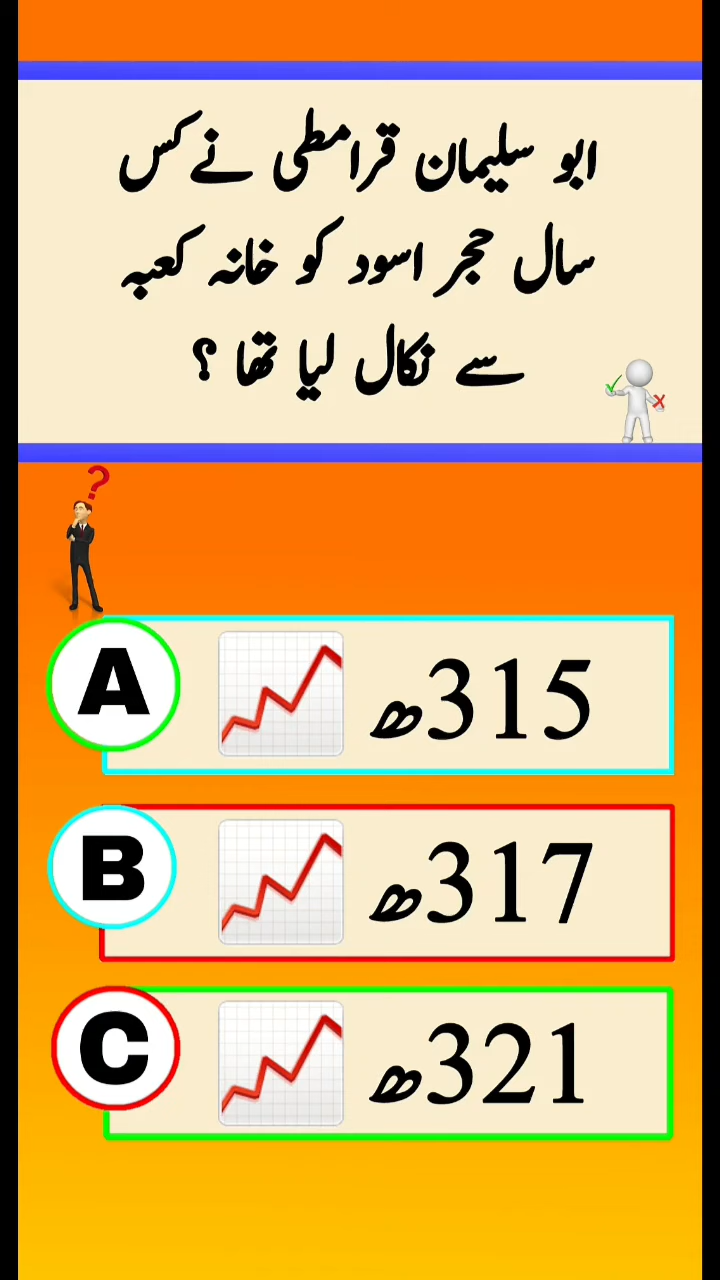 ابو سلیمان قرامطی نے کس
سال حجر اسود کو خانہ کعبہ
سے نکال لیا تھا ؟
?
A 315ھ
B 317ھ
C 321ھ